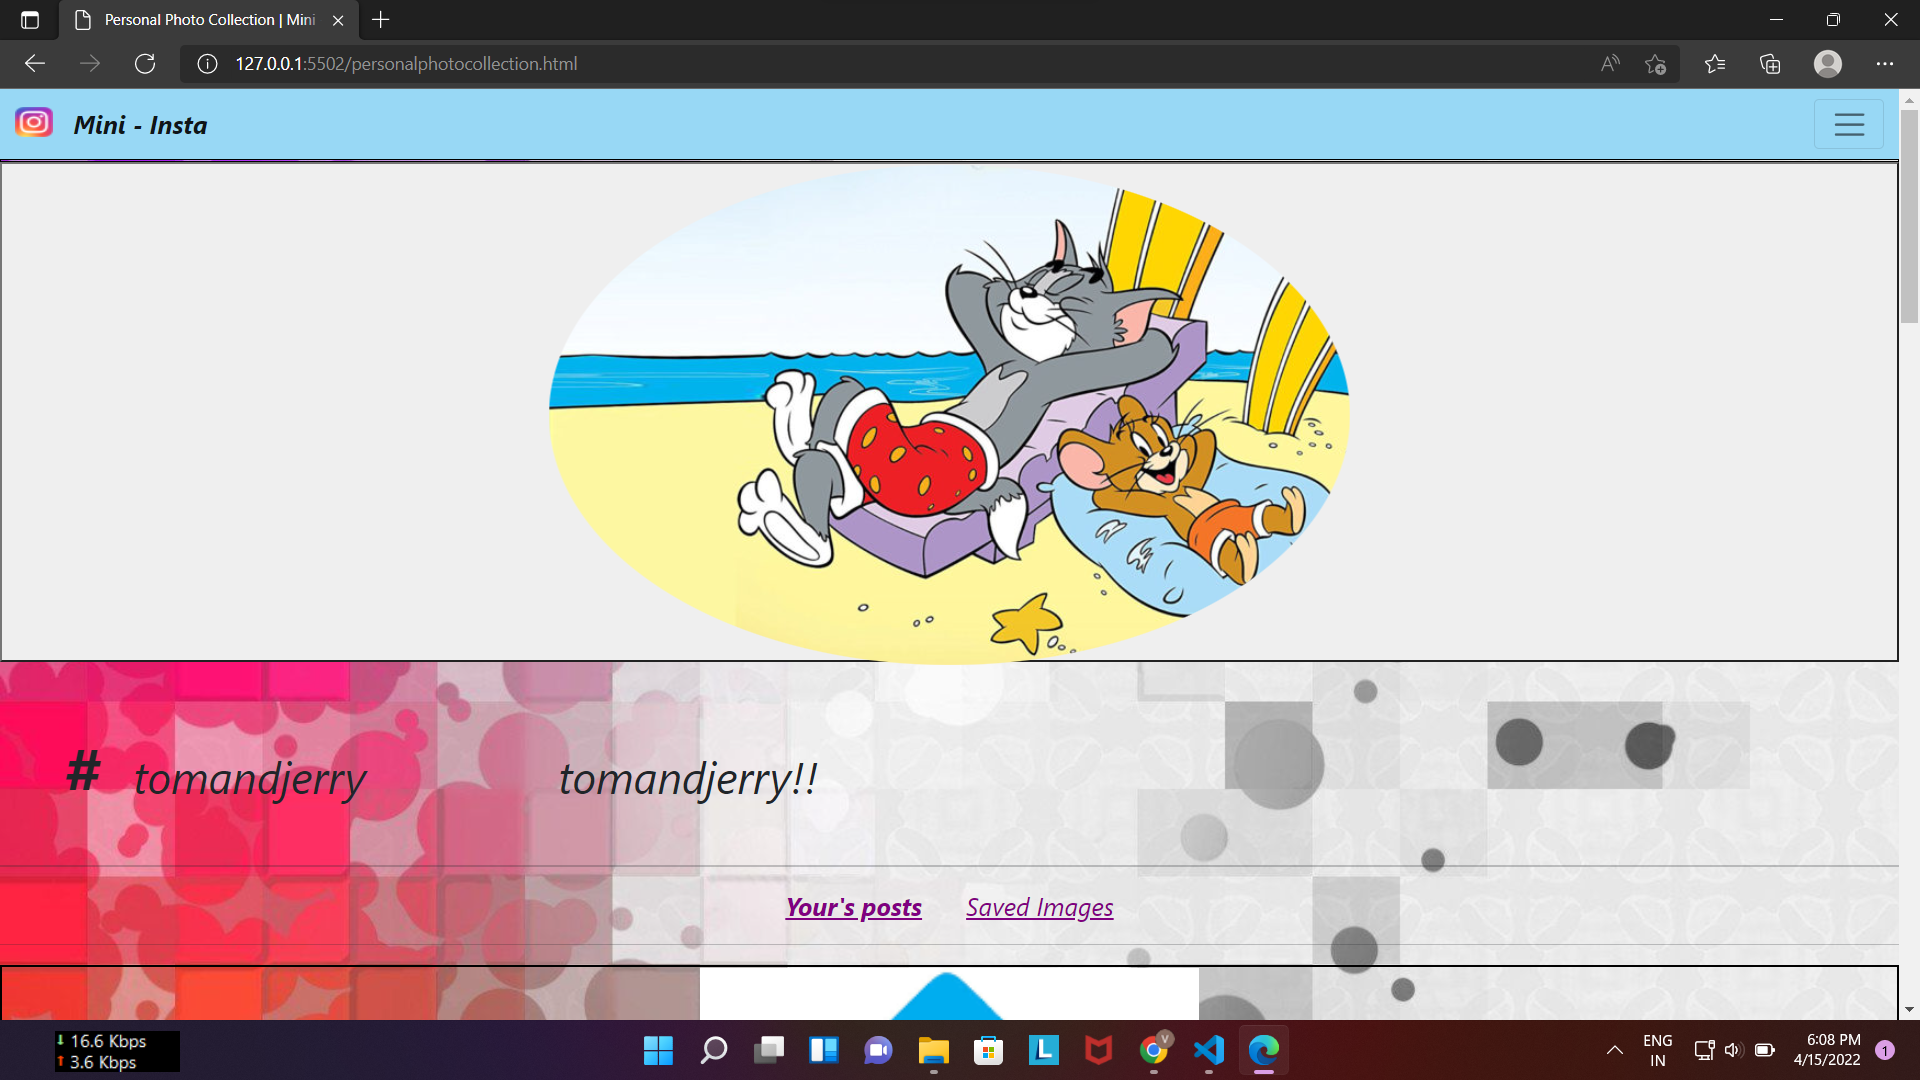 Personal Photo Collection | Mini
127.0.0.1:5502/personalphotocollection.html
Mini - Insta
# tomandjerry tomandjerry!!
Your's posts Saved Images
16.6 Kbps
3.6 Kbps
L
V
ENG
IN
6:08 PM
4/15/2022
1